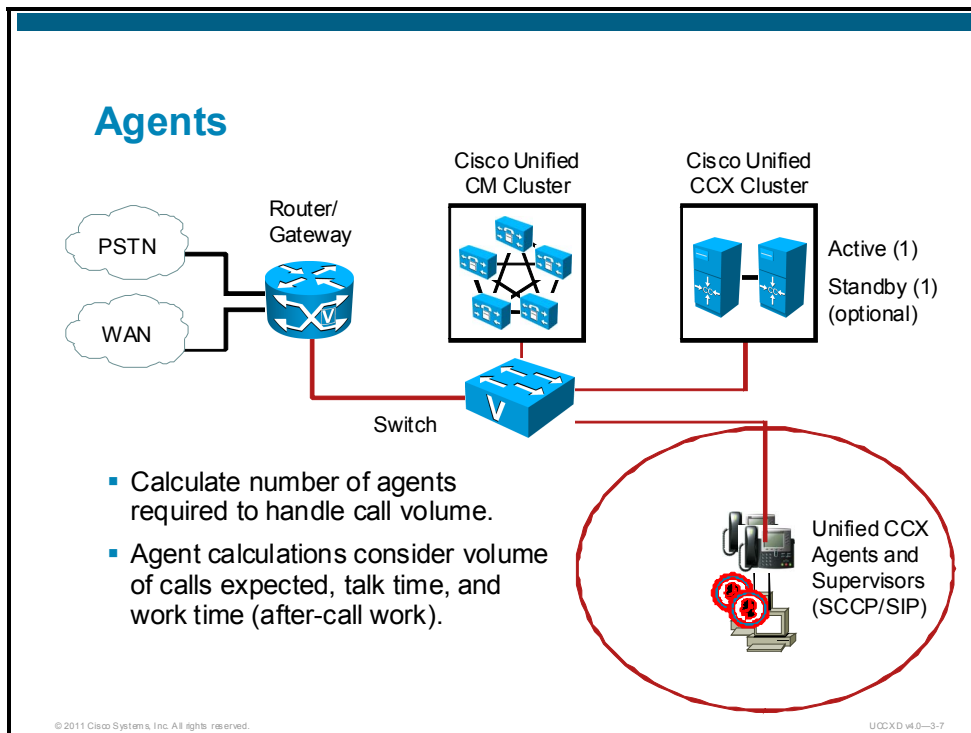 Agents
Cisco Unified
CM Cluster
Cisco Unified
CCX Cluster
Router/
Gateway
PSTN
WAN
V
Active (1)
Standby (1)
(optional)
CC
CC
V
Switch
Calculate number of agents
required to handle call volume.
Agent calculations consider volume
of calls expected, talk time, and
work time (after-call work).
Unified CCX
Agents and
Supervisors
(SCCP/SIP)
© 2011 Cisco Systems, Inc. All rights reserved.
UCCXD v4.0—3-7